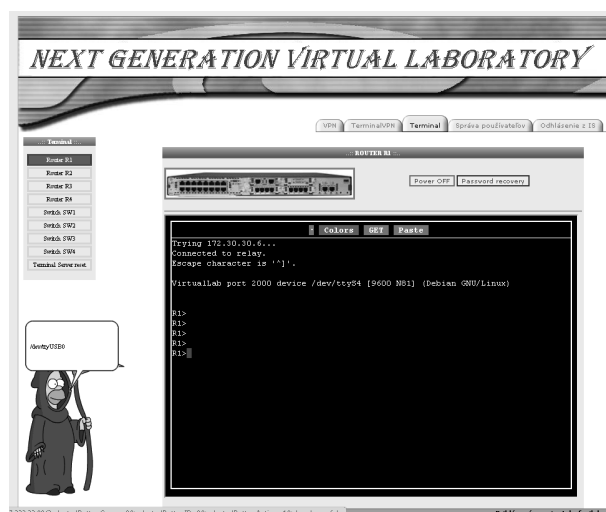 NEXT GENERATION VIRTUAL LABORATORY
VPN TerminalVPN Terminal Správa používateľov Odhlásenie z IS
..:: Terminal ::..
Router R1
Router R2
Router R3
Router R4
Switch SW1
Switch SW2
Switch SW3
Switch SW4
Terminal Server reset
..:: ROUTER R1 ::..
Power OFF Password recovery
Colors GET Paste
Trying 172.30.30.6...
Connected to relay.
Escape character is '^]'.
VirtualLab port 2000 device /dev/ttyS4 [9600 N81] (Debian GNU/Linux)
R1>
R1>
R1>
R1>
R1>
/dev/ttyUSB0